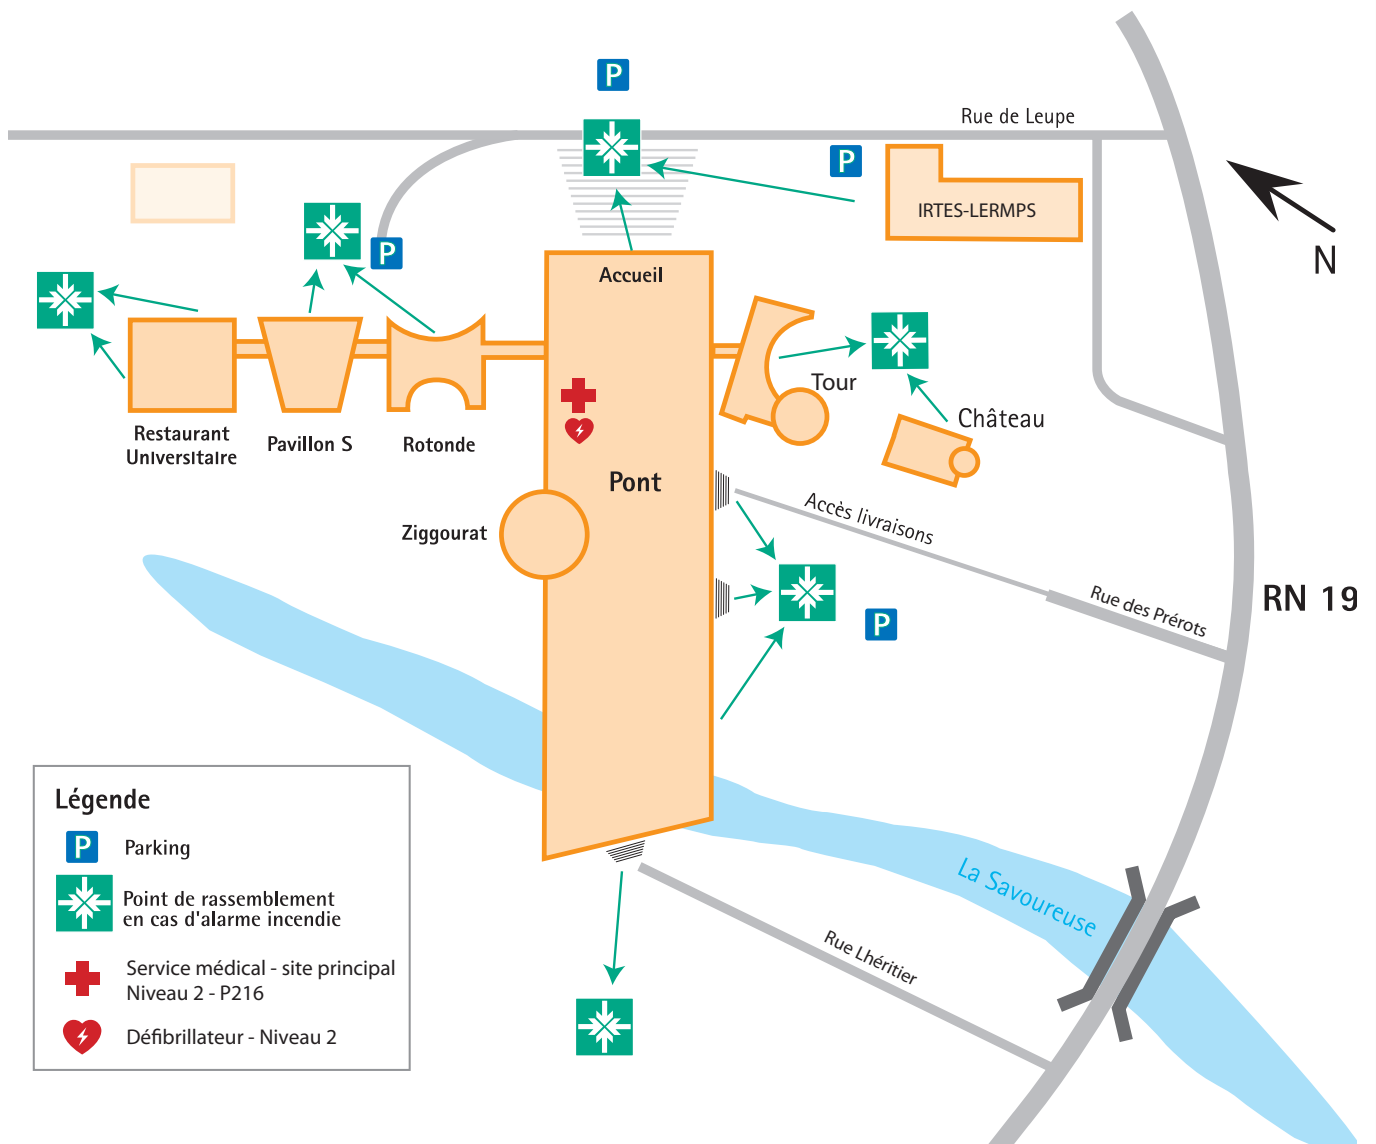 P
Rue de Leupe
P
IRTES-LERMPS
N
P
Accueil
Tour
Château
Restaurant
Universitaire
Pavillon S
Rotonde
Pont
Accès livraisons
Ziggourat
Rue des Prérots
RN 19
P
Légende
P Parking
Point de rassemblement
en cas d'alarme incendie
Service médical - site principal
Niveau 2 - P216
Défibrillateur - Niveau 2
La Savoureuse
Rue Lhéritier